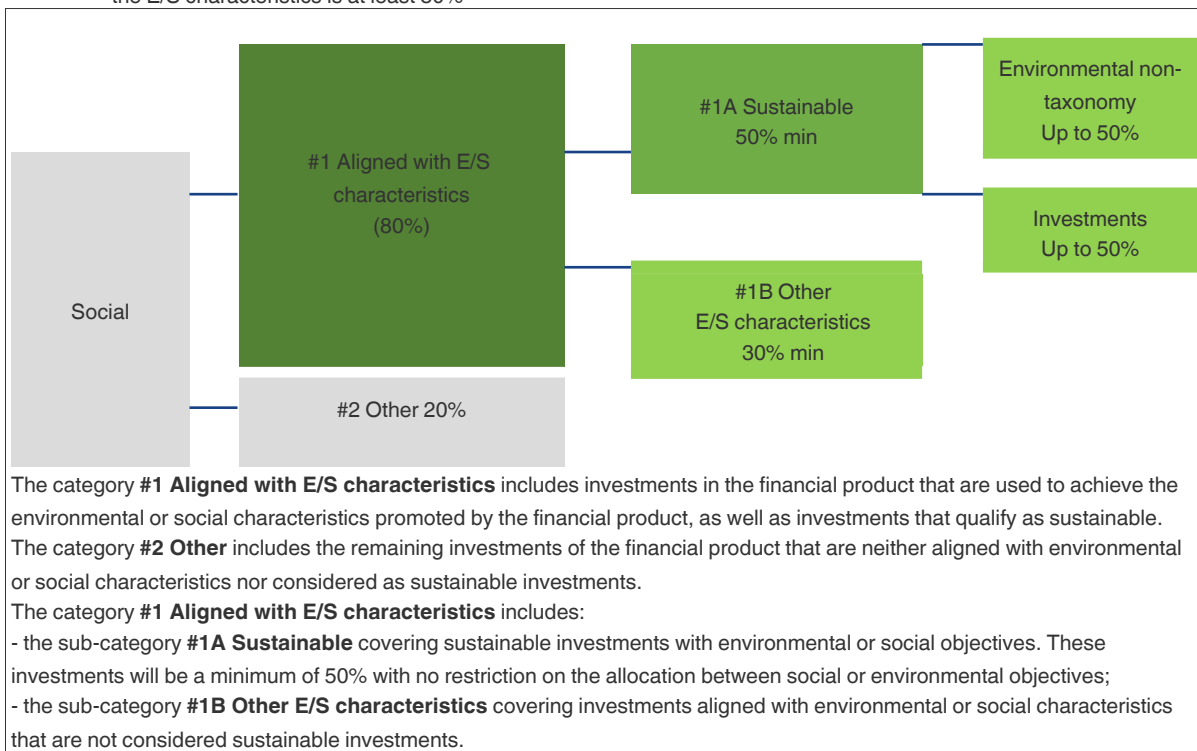 the E/S characteristics is at least 80%
Social
#1 Aligned with E/S
characteristics
(80%)
#2 Other 20%
#1A Sustainable
50% min
#1B Other
E/S characteristics
30% min
Environmental non-
taxonomy
Up to 50%
Investments
Up to 50%
The category #1 Aligned with E/S characteristics includes investments in the financial product that are used to achieve the
environmental or social characteristics promoted by the financial product, as well as investments that qualify as sustainable.
The category #2 Other includes the remaining investments of the financial product that are neither aligned with environmental
or social characteristics nor considered as sustainable investments.
The category #1 Aligned with E/S characteristics includes:
- the sub-category #1A Sustainable covering sustainable investments with environmental or social objectives. These
investments will be a minimum of 50% with no restriction on the allocation between social or environmental objectives;
- the sub-category #1B Other E/S characteristics covering investments aligned with environmental or social characteristics
that are not considered sustainable investments.